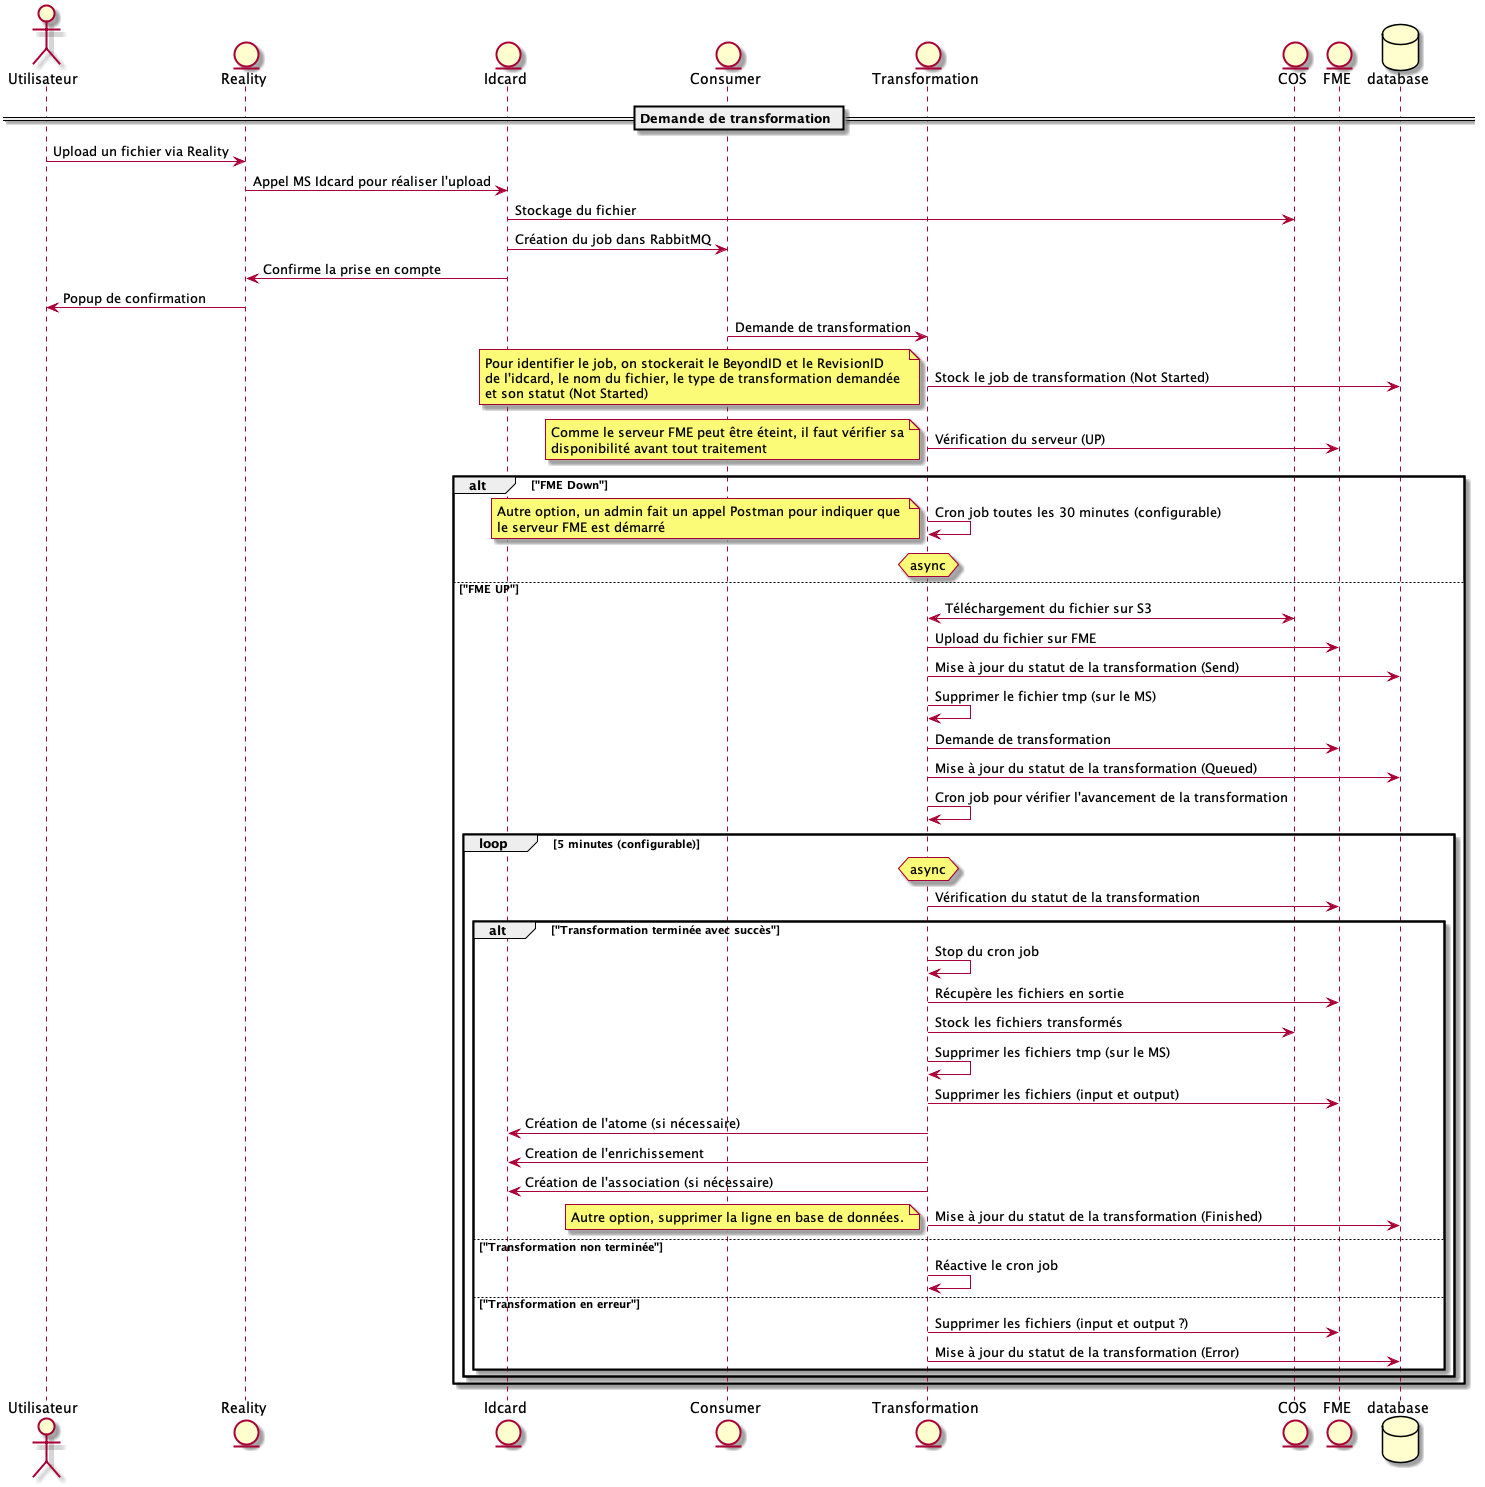 Utilisateur
Reality
Idcard
Consumer
Transformation
COS
FME
database
Demande de transformation
Upload un fichier via Reality
Appel MS Idcard pour réaliser l'upload
Stockage du fichier
Création du job dans RabbitMQ
Confirme la prise en compte
Popup de confirmation
Demande de transformation
Pour identifier le job, on stockerait le BeyondID et le RevisionID
de l'idcard, le nom du fichier, le type de transformation demandée
et son statut (Not Started)
Stock le job de transformation (Not Started)
Comme le serveur FME peut être éteint, il faut vérifier sa
disponibilité avant tout traitement
Vérification du serveur (UP)
alt
["FME Down"]
Autre option, un admin fait un appel Postman pour indiquer que
le serveur FME est démarré
Cron job toutes les 30 minutes (configurable)
async
["FME UP"]
Téléchargement du fichier sur S3
Upload du fichier sur FME
Mise à jour du statut de la transformation (Send)
Supprimer le fichier tmp (sur le MS)
Demande de transformation
Mise à jour du statut de la transformation (Queued)
Cron job pour vérifier l'avancement de la transformation
loop
[5 minutes (configurable)]
async
Vérification du statut de la transformation
alt
["Transformation terminée avec succès"]
Stop du cron job
Récupère les fichiers en sortie
Stock les fichiers transformés
Supprimer les fichiers tmp (sur le MS)
Supprimer les fichiers (input et output)
Création de l'atome (si nécessaire)
Creation de l'enrichissement
Création de l'association (si nécessaire)
Autre option, supprimer la ligne en base de données.
Mise à jour du statut de la transformation (Finished)
["Transformation non terminée"]
Réactive le cron job
["Transformation en erreur"]
Supprimer les fichiers (input et output ?)
Mise à jour du statut de la transformation (Error)
Utilisateur
Reality
Idcard
Consumer
Transformation
COS
FME
database